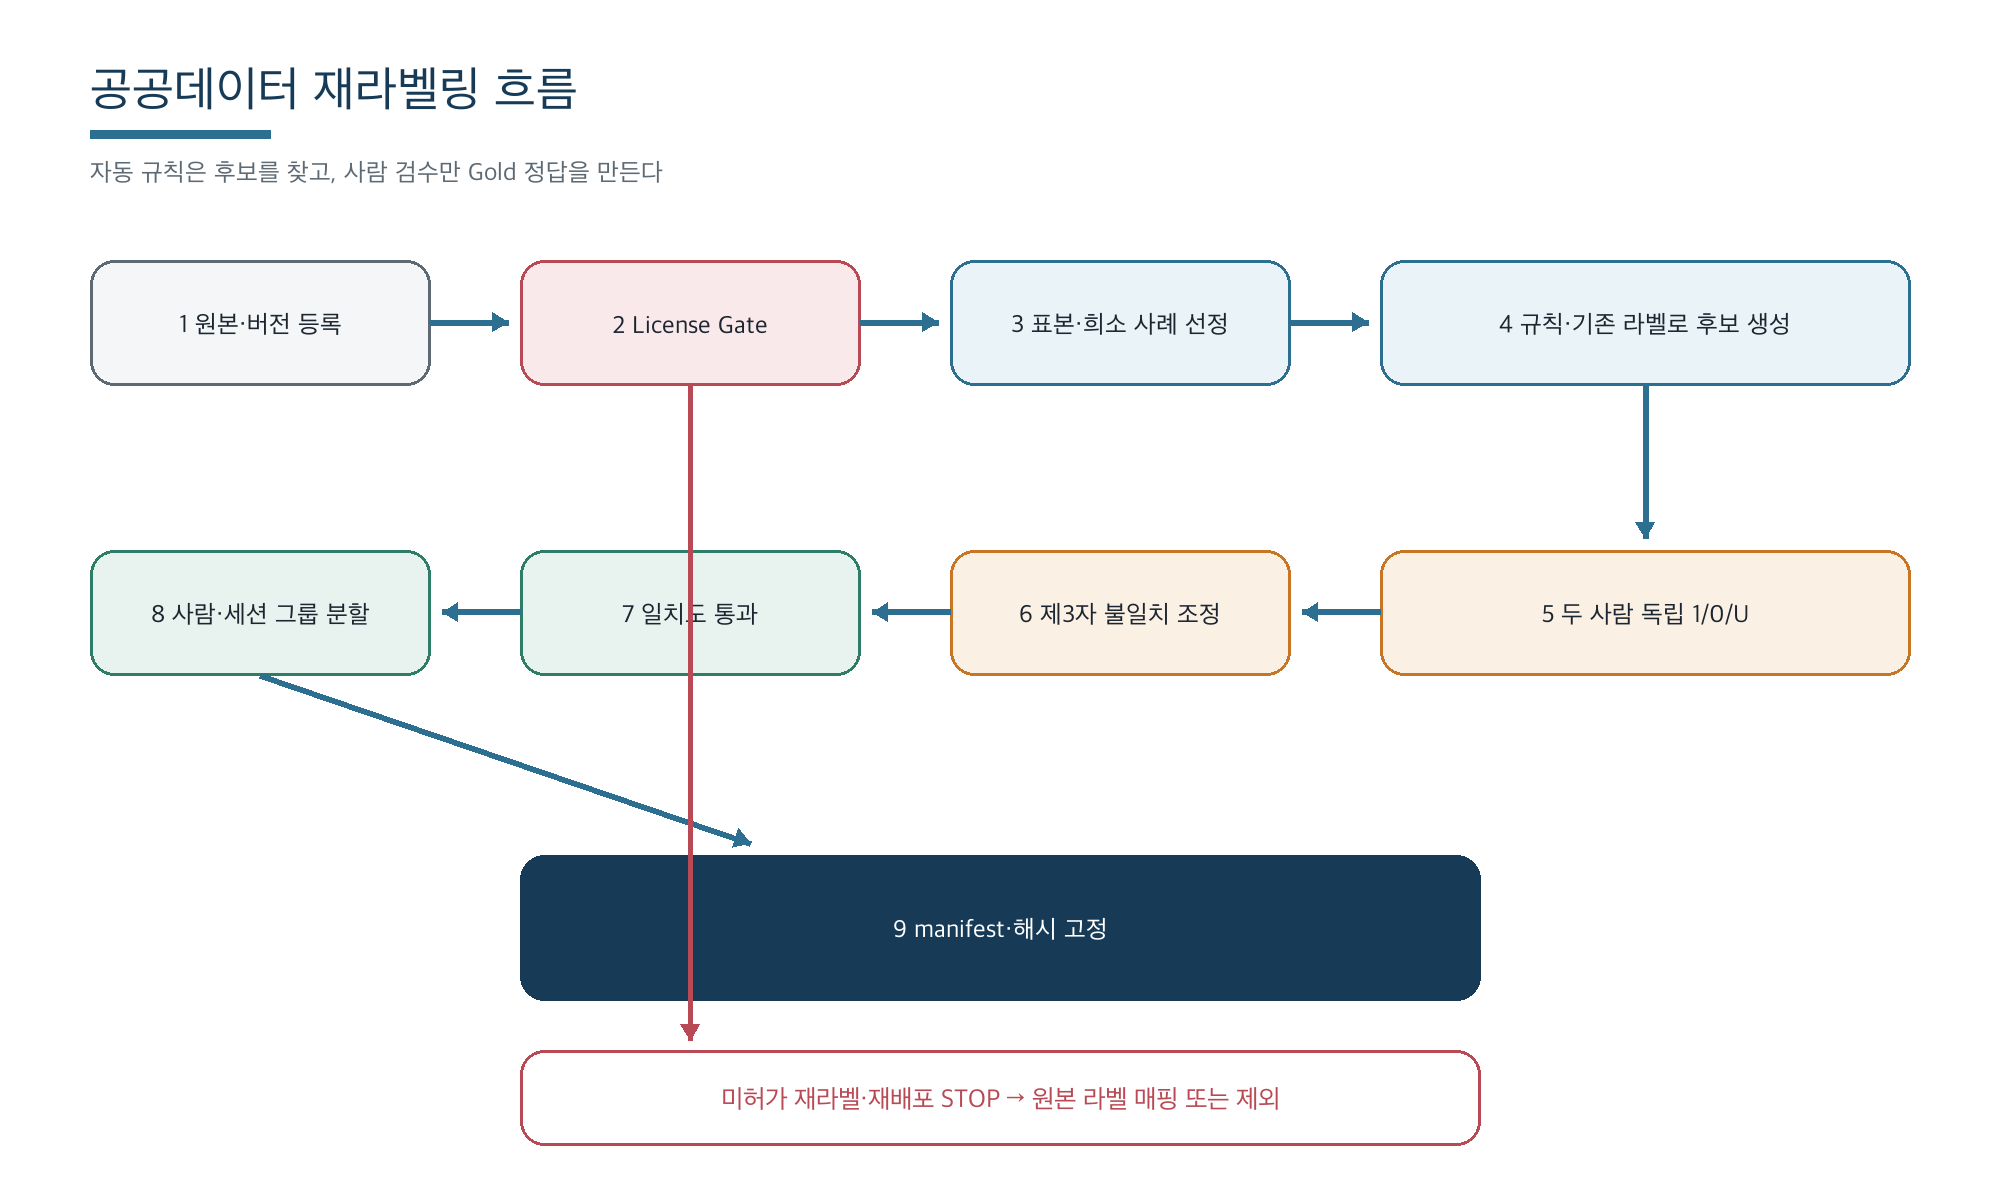 공공데이터 재라벨링 흐름
자동 규칙은 후보를 찾고, 사람 검수만 Gold 정답을 만든다
1 원본·버전 등록
2 License Gate
3 표본·희소 사례 선정
4 규칙·기존 라벨로 후보 생성
8 사람·세션 그룹 분할
7 일치도 통과
6 제3자 불일치 조정
5 두 사람 독립 1/0/U
9 manifest·해시 고정
미허가 재라벨·재배포 STOP → 원본 라벨 매핑 또는 제외